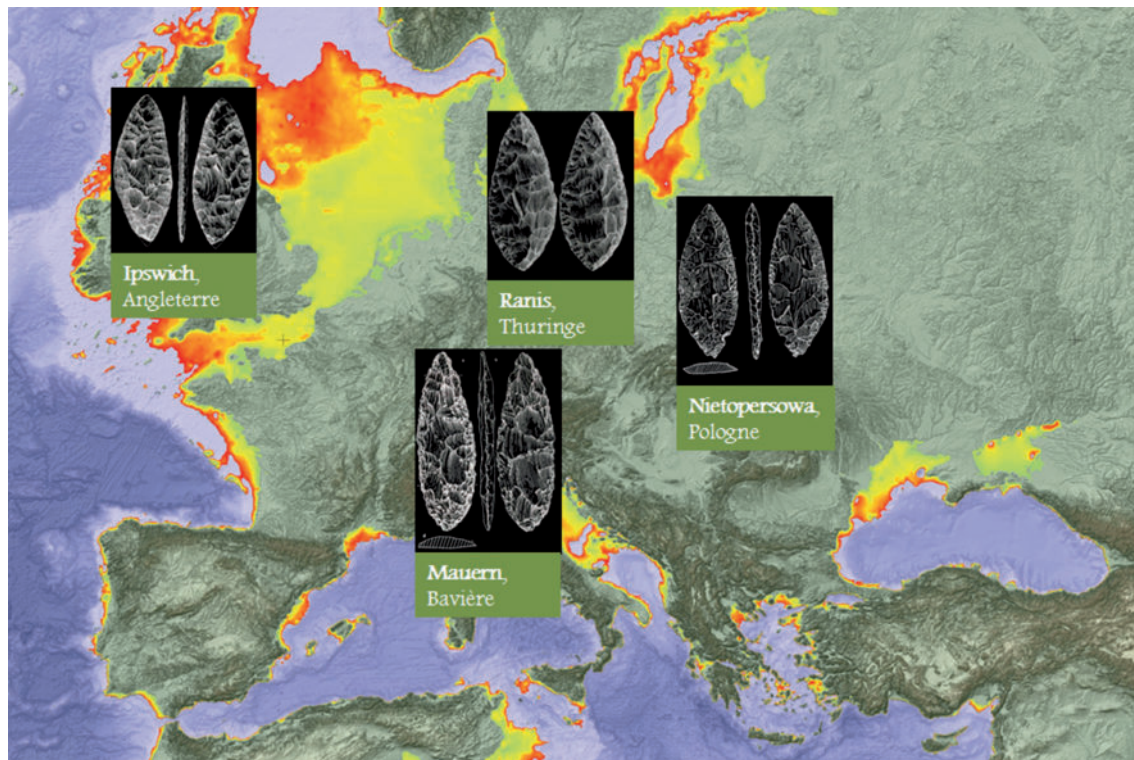 Ipswich,
Angleterre
Ranis,
Thuringe
Nietopersowa,
Pologne
Mauern,
Bavière